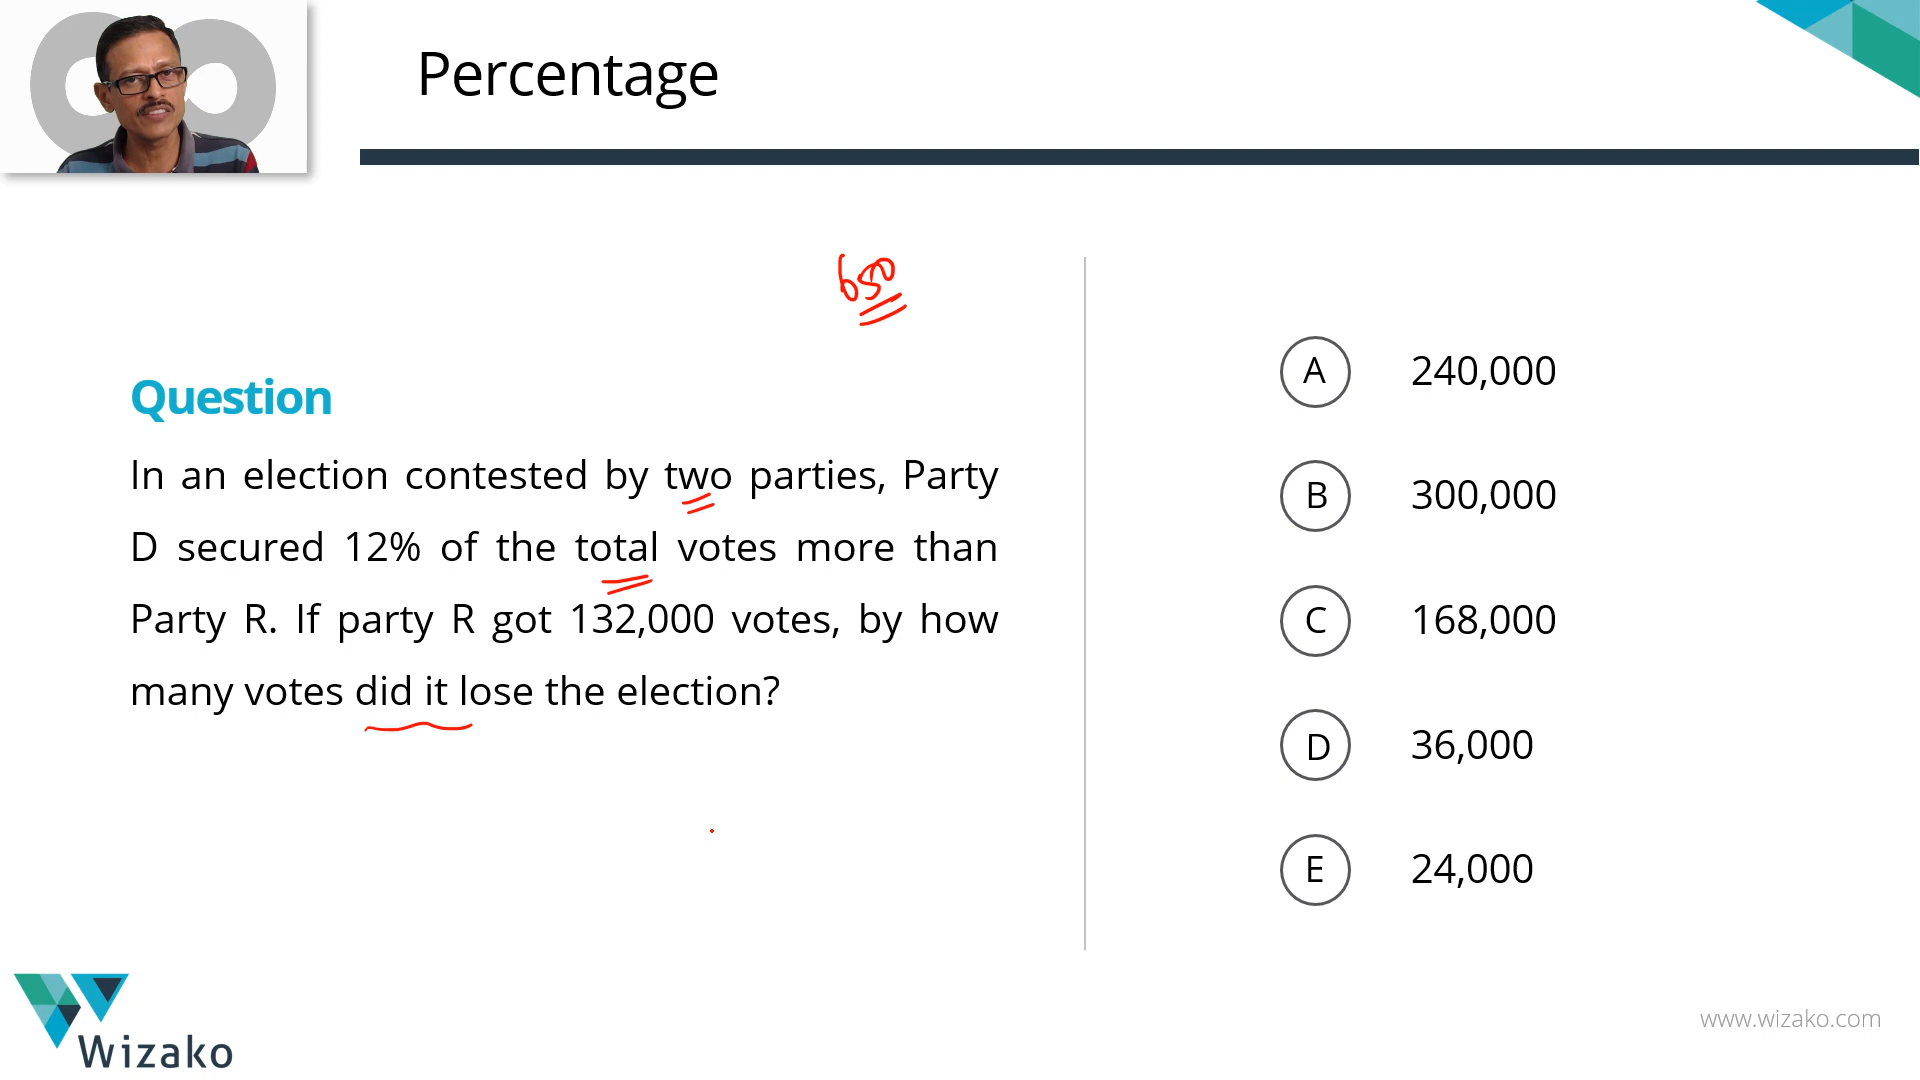 Percentage
650
Question
In an election contested by two parties, Party
D secured 12% of the total votes more than
Party R. If party R got 132,000 votes, by how
many votes did it lose the election?
A 240,000
B 300,000
C 168,000
D 36,000
E 24,000
Wizako
www.wizako.com